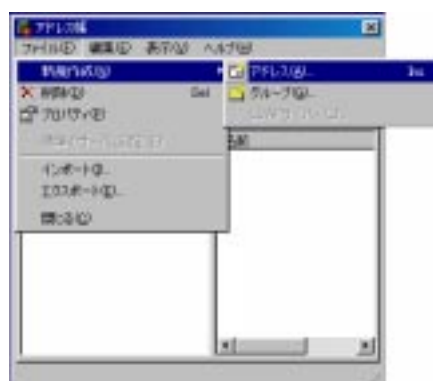 アドレス帳
ファイル(F) 編集(E) 表示(V) ヘルプ(H)
新規作成(N)
アドレス(A)... Ins
削除(D) Del
グループ(G)...
プロパティ(R)
名前
インポート(I)...
エクスポート(E)...
閉じる(C)